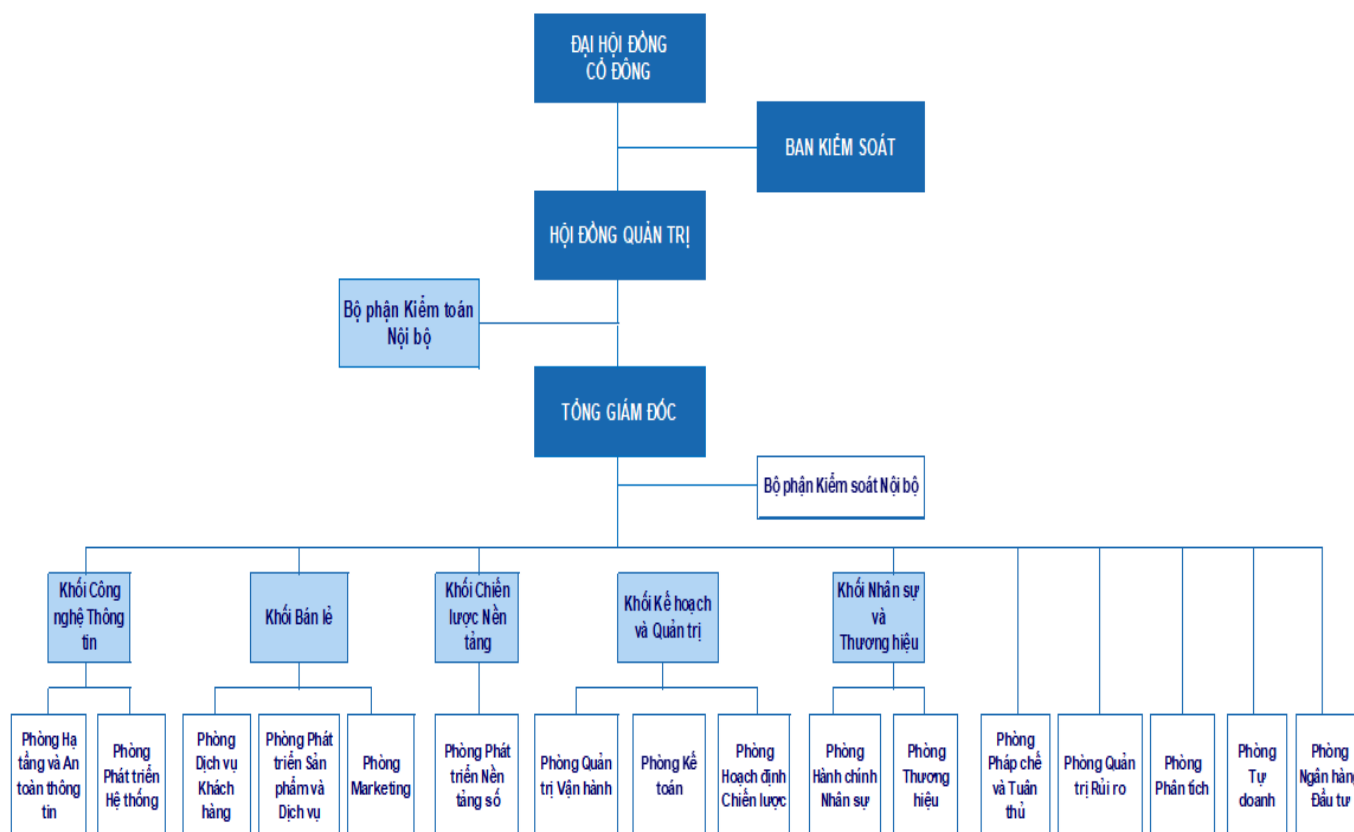 ĐẠI HỘI ĐỒNG
CỔ ĐÔNG
BAN KIỂM SOÁT
HỘI ĐỒNG QUẢN TRỊ
Bộ phận Kiểm toán
Nội bộ
TỔNG GIÁM ĐỐC
Bộ phận Kiểm soát Nội bộ
Khối Công
nghệ Thông
tin
Khối Bán lẻ
Khối Chiến
lược Nền
tảng
Khối Kế hoạch
và Quản trị
Khối Nhân sự
và
Thương hiệu
Phòng Hạ
tầng và An
toàn thông
tin
Phòng
Phát triển
Hệ thống
Phòng
Dịch vụ
Khách
hàng
Phòng Phát
triển Sản
phẩm và
Dịch vụ
Phòng
Marketing
Phòng Phát
triển Nền
tảng số
Phòng Quản
trị Vận hành
Phòng Kế
toán
Phòng
Hoạch định
Chiến lược
Phòng
Hành chính
Nhân sự
Phòng
Thương
hiệu
Phòng
Pháp chế
và Tuân
thủ
Phòng Quản
trị Rủi ro
Phòng
Phân tích
Phòng
Tự
doanh
Phòng
Ngân hàng
Đầu tư